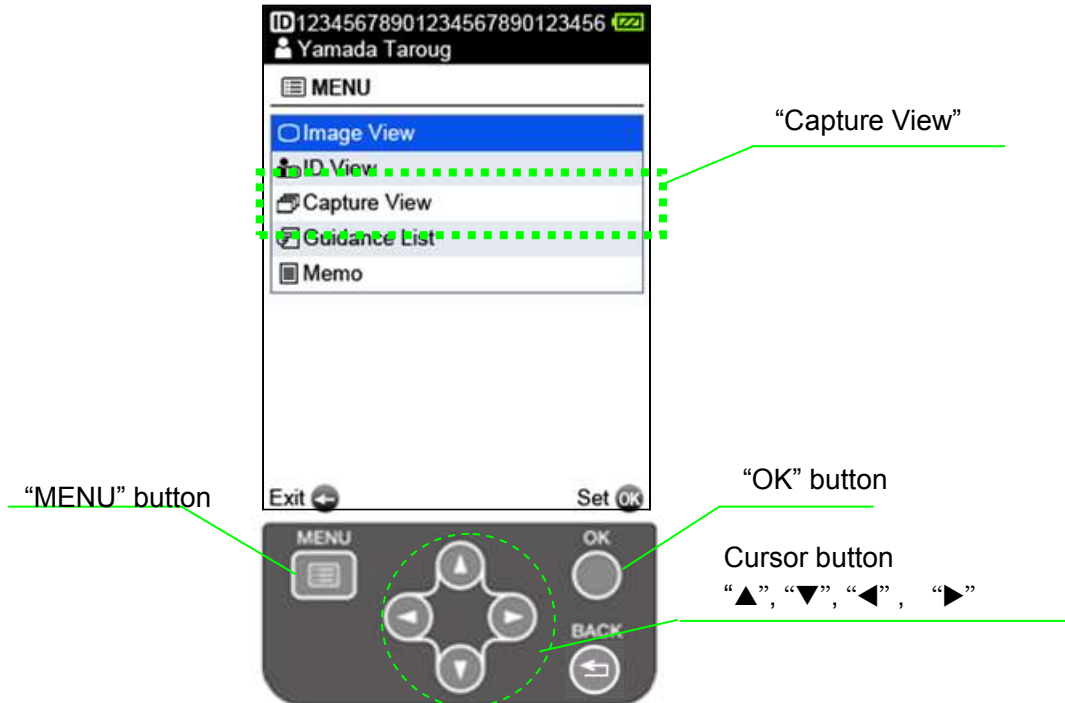 ID12345678901234567890123456
Yamada Taroug
MENU
Image View
ID View
Capture View
Guidance List
Memo
“Capture View”
Exit
Set OK
“MENU” button
“OK” button
MENU
OK
Cursor button
“▲”, “▼”, “◀” , “▶”
BACK